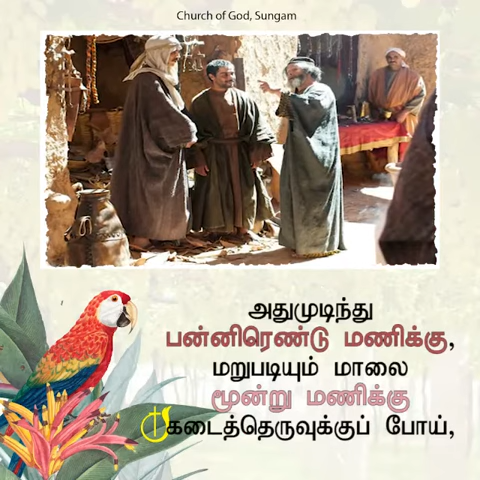 Church of God, Sungam
அதுமுடிந்து
பன்னிரெண்டு மணிக்கு,
மறுபடியும் மாலை
மூன்று மணிக்கு
கடைத்தெருவுக்குப் போய்,